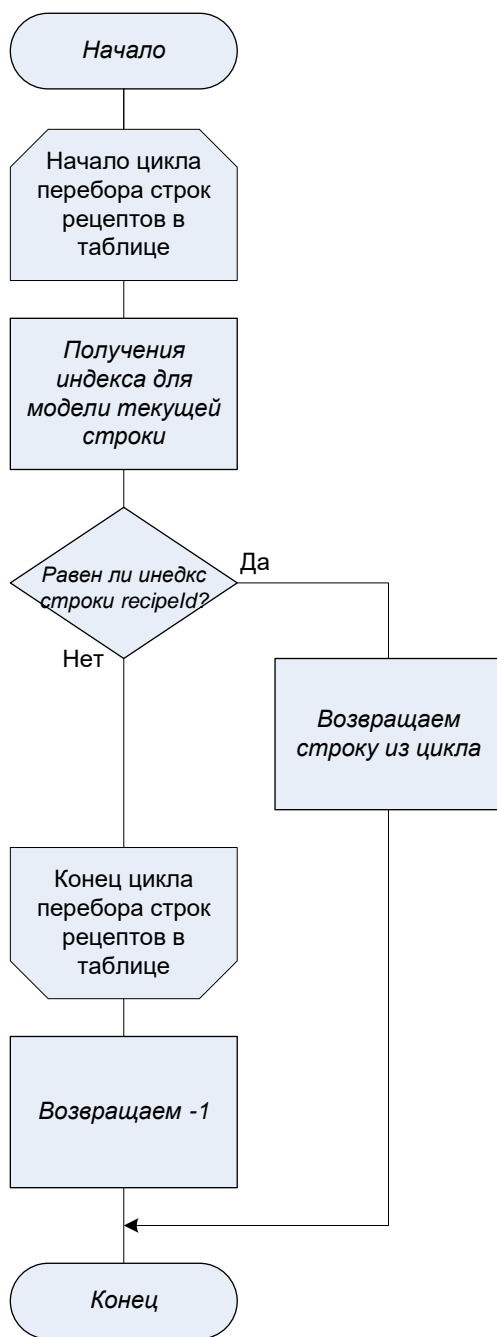 Начало
Начало цикла
перебора строк
рецептов в
таблице
Получения
индекса для
модели текущей
строки
Равен ли инедкс
строки recipeId?
Да
Нет
Возвращаем
строку из цикла
Конец цикла
перебора строк
рецептов в
таблице
Возвращаем -1
Конец